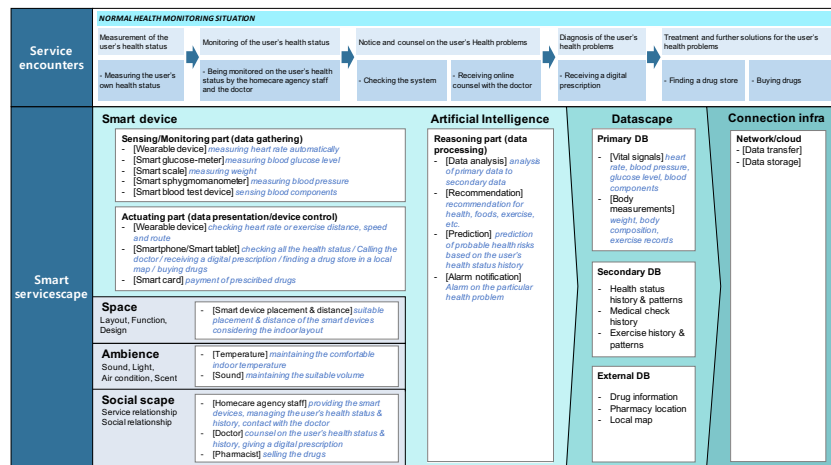 NORMAL HEALTH MONITORING SITUATION
Service
encounters
Measurement of the
user's health status
Monitoring of the user's health status
Notice and counsel on the user's Health problems
Diagnosis of the user's
health problems
Treatment and further solutions for the user's
health problems
- Measuring the user's
own health status
- Being monitored on the user's health
status by the homecare agency staff
and the doctor
- Checking the system
- Receiving online
counsel with the doctor
- Receiving a digital
prescription
- Finding a drug store
- Buying drugs
Smart
servicescape
Smart device
Sensing/Monitoring part (data gathering)
- [Wearable device] measuring heart rate automatically
- [Smart glucose-meter] measuring blood glucose level
- [Smart scale] measuring weight
- [Smart sphygmomanometer] measuring blood pressure
- [Smart blood test device] sensing blood components
Actuating part (data presentation/device control)
- [Wearable device] checking heart rate or exercise distance, speed
and route
- [Smartphone/Smart tablet] checking all the health status / Calling the
doctor / receiving a digital prescription / finding a drug store in a local
map / buying drugs
- [Smart card] payment of prescribed drugs
Space
Layout, Function,
Design
- [Smart device placement & distance] suitable
placement & distance of the smart devices
considering the indoor layout
Ambience
Sound, Light,
Air condition, Scent
- [Temperature] maintaining the comfortable
indoor temperature
- [Sound] maintaining the suitable volume
Social scape
Service relationship
Social relationship
- [Homecare agency staff] providing the smart
devices, managing the user's health status &
history, contact with the doctor
- [Doctor] counsel on the user's health status &
history, giving a digital prescription
- [Pharmacist] selling the drugs
Artificial Intelligence
Reasoning part (data
processing)
- [Data analysis] analysis
of primary data to
secondary data
- [Recommendation]
recommendation for
health, foods, exercise,
etc.
- [Prediction] prediction
of probable health risks
based on the user's
health status history
- [Alarm notification]
Alarm on the particular
health problem
Datascape
Primary DB
- [Vital signals] heart
rate, blood pressure,
glucose level, blood
components
- [Body
measurements]
weight, body
composition,
exercise records
Secondary DB
- Health status
history & patterns
- Medical check
history
- Exercise history &
patterns
External DB
- Drug information
- Pharmacy location
- Local map
Connection infra
Network/cloud
- [Data transfer]
- [Data storage]